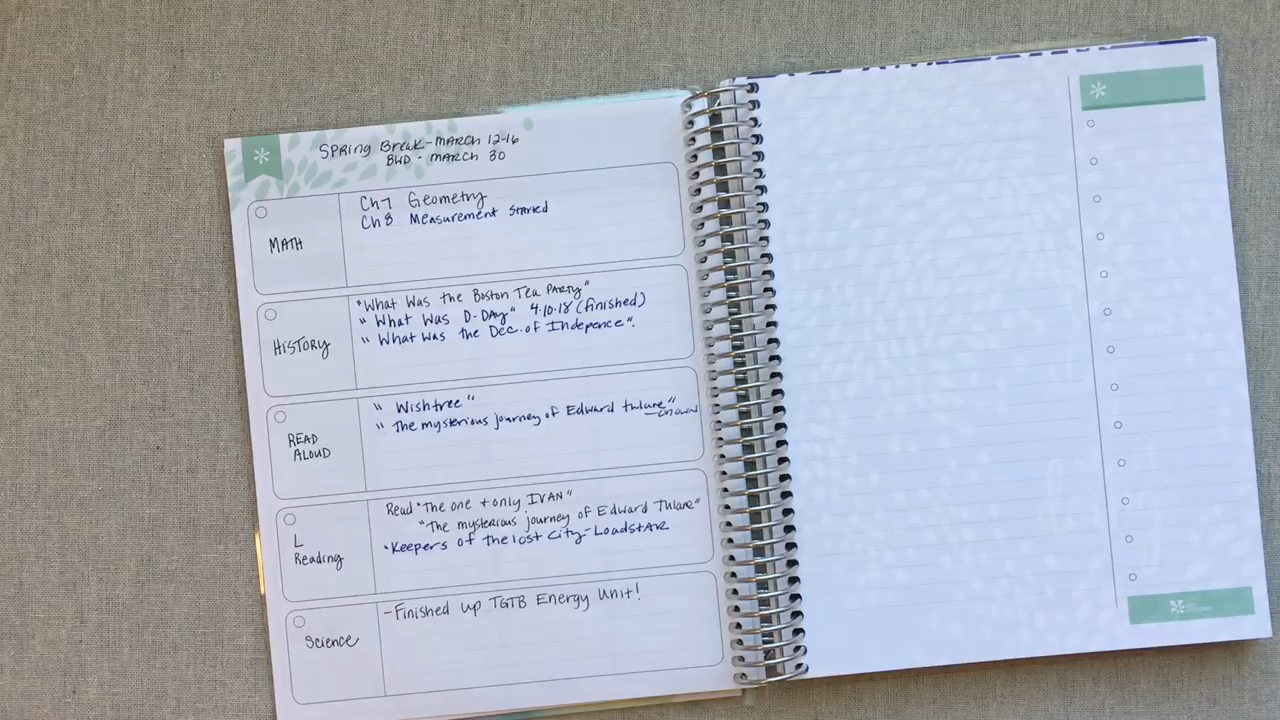 Spring Break - MARCH 12-16
BWD - MARCH 30
MATH
Ch 7 Geometry
Ch 8 Measurement Started
HISTORY
"What Was the Boston Tea PARTY"
" What Was D-DAy" 4.10.18 (finished)
" What Was the Dec. of Indepence".
READ
ALOUD
" Wishtree"
" The mysterious journey of Edward tulane"
- on own
L
Reading
Read "The one + only IVAN"
"The mysterious journey of Edward Tulane"
•Keepers of the lost City - LoadstAR
Science
- Finished up TGTB Energy Unit!